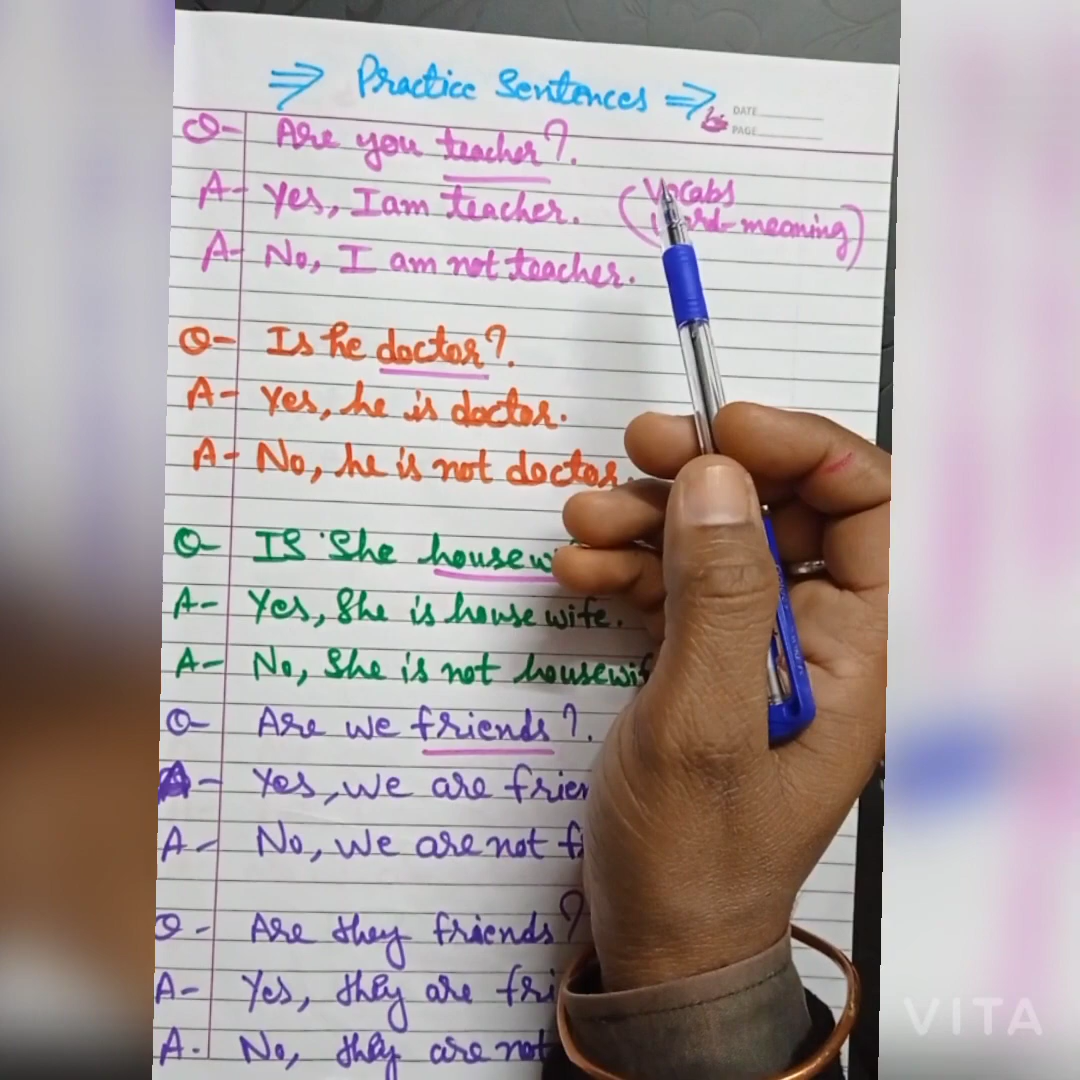 ⇒ Practice Sentences ⇒
DATE
PAGE
Q- Are you teacher?.
A- Yes, I am teacher.
(Vocabs
Word-meaning)
A- No, I am not teacher.
Q- Is he doctor?.
A- Yes, he is doctor.
A- No, he is not doctor.
Q- IS She
A- Yes, She is house wife.
A- No, She is not
Q- Are we friends?.
A- Yes, we are
A- No, we are not
Q- Are they friends?
A- Yes, they are
A. No, they are not
VITA